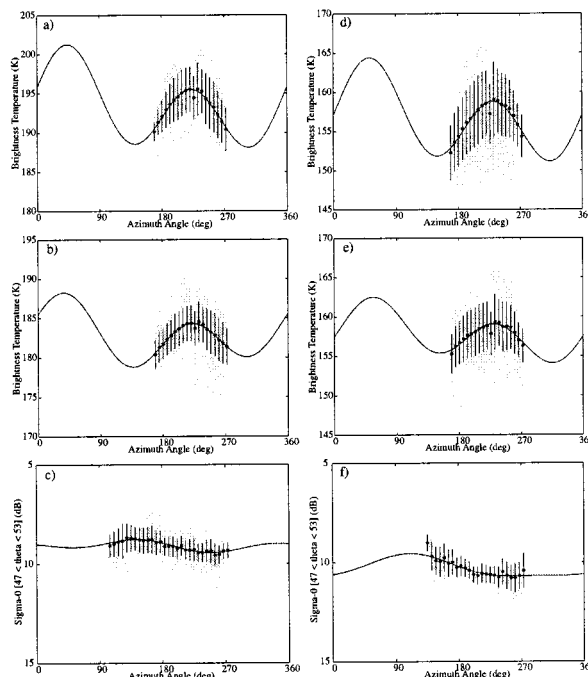 a)
205
200
195
190
185
180
Brightness Temperature (K)
0 90 180 270 360
Azimuth Angle (deg)
d)
165
160
155
150
145
Brightness Temperature (K)
0 90 180 270 360
Azimuth Angle (deg)
b)
195
190
185
180
175
170
Brightness Temperature (K)
0 90 180 270 360
Azimuth Angle (deg)
e)
170
165
160
155
150
145
Brightness Temperature (K)
0 90 180 270 360
Azimuth Angle (deg)
c)
5
10
15
Sigma-0 [47 < theta < 53] (dB)
0 90 180 270 360
Azimuth Angle (deg)
f)
5
10
15
Sigma-0 [47 < theta < 53] (dB)
0 90 180 270 360
Azimuth Angle (deg)